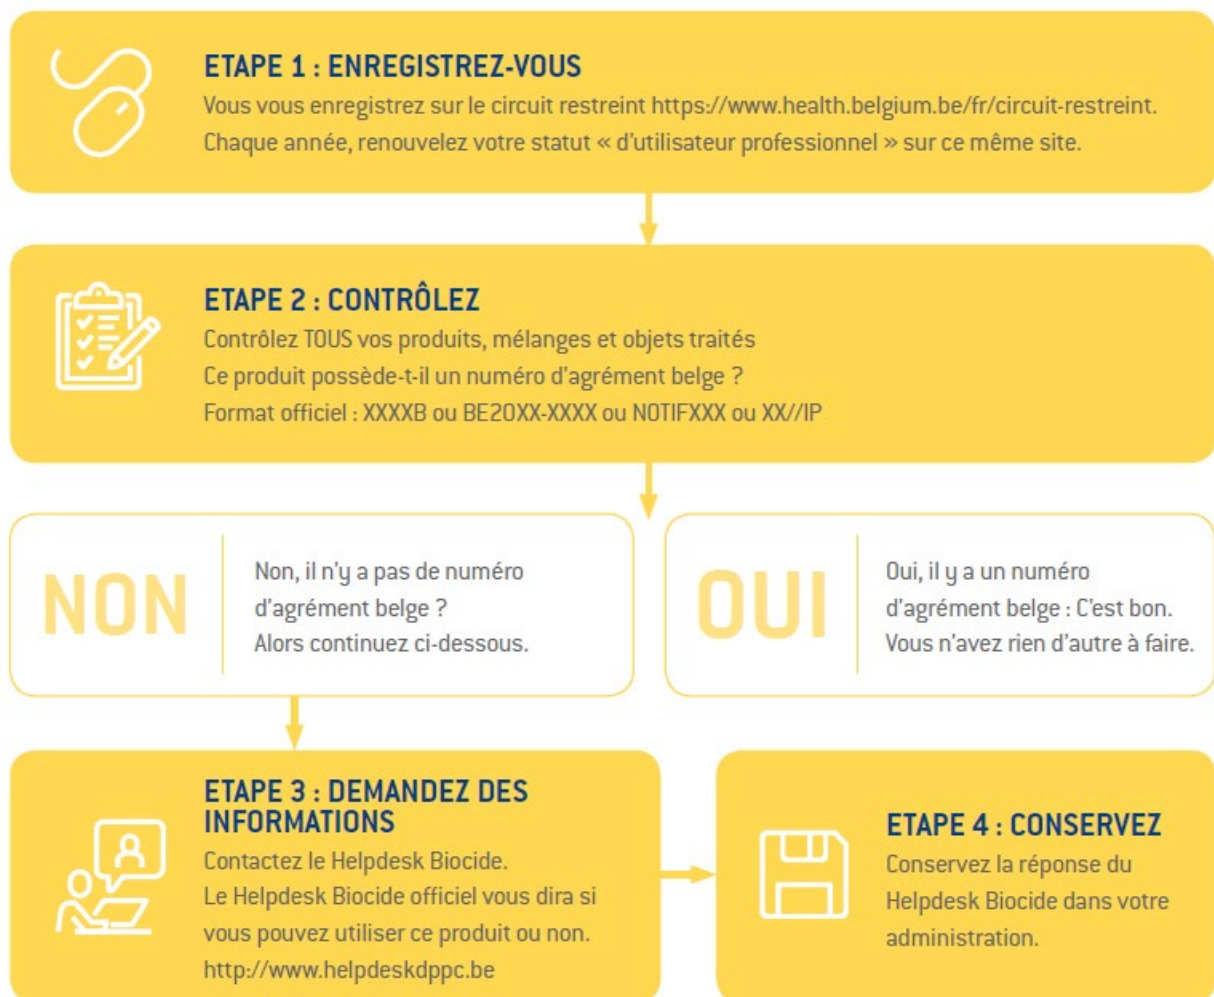 ETAPE 1 : ENREGISTREZ-VOUS
Vous vous enregistrez sur le circuit restreint https://www.health.belgium.be/fr/circuit-restreint.
Chaque année, renouvelez votre statut « d'utilisateur professionnel » sur ce même site.
ETAPE 2 : CONTRÔLEZ
Contrôlez TOUS vos produits, mélanges et objets traités
Ce produit possède-t-il un numéro d'agrément belge ?
Format officiel : XXXXB ou BE20XX-XXXX ou NOTIFXXX ou XX//IP
NON
Non, il n'y a pas de numéro
d'agrément belge ?
Alors continuez ci-dessous.
OUI
Oui, il y a un numéro
d'agrément belge : C'est bon.
Vous n'avez rien d'autre à faire.
ETAPE 3 : DEMANDEZ DES
INFORMATIONS
Contactez le Helpdesk Biocide.
Le Helpdesk Biocide officiel vous dira si
vous pouvez utiliser ce produit ou non.
http://www.helpdeskdppc.be
ETAPE 4 : CONSERVEZ
Conservez la réponse du
Helpdesk Biocide dans votre
administration.